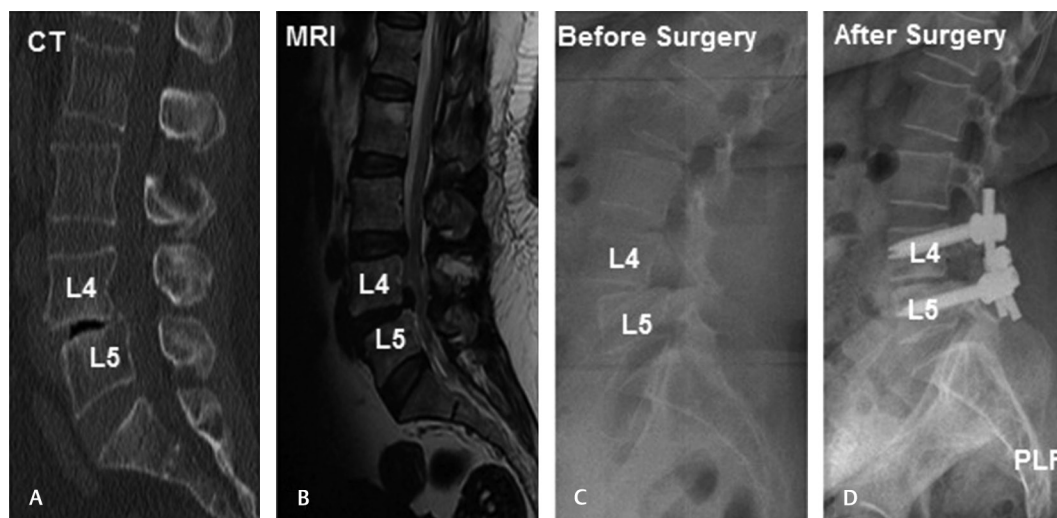 CT
L4
L5
A
MRI
L4
L5
B
Before Surgery
L4
L5
C
After Surgery
L4
L5
PLF
D